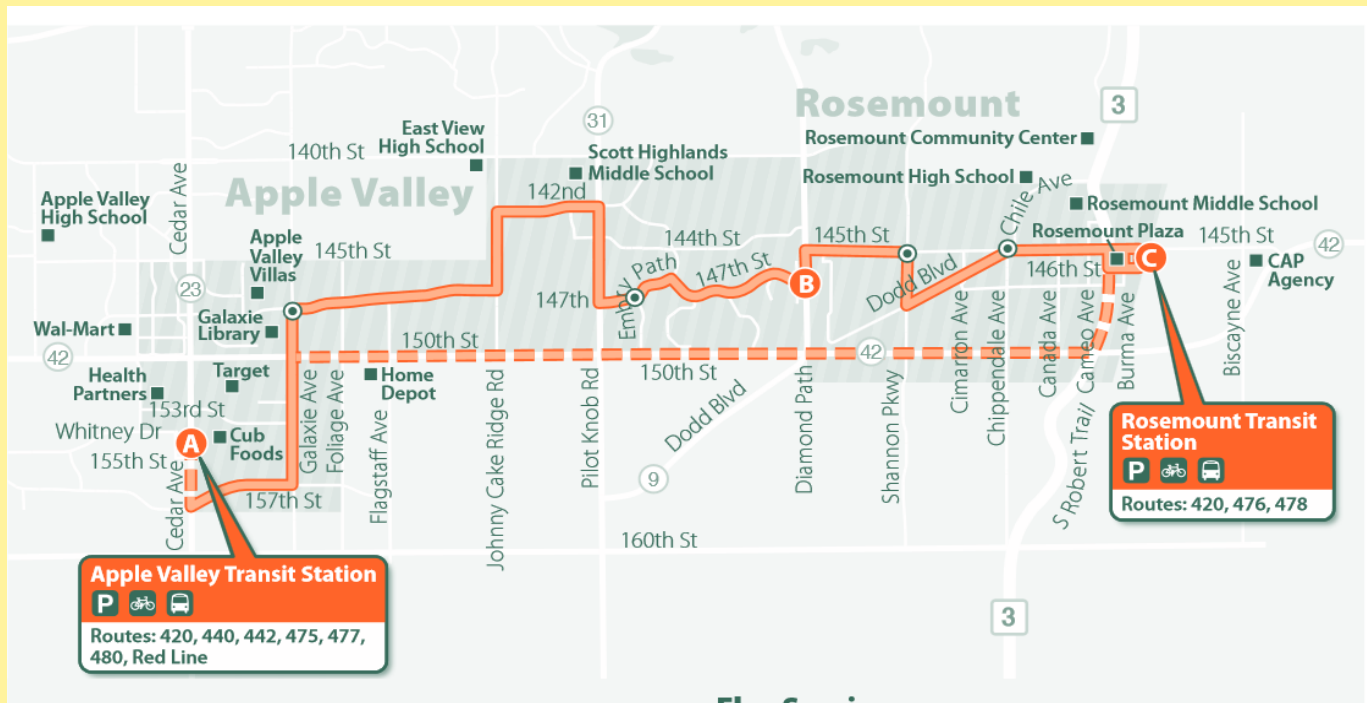 Rosemount
3
31
East View
High School
Scott Highlands
Middle School
Rosemount Community Center
140th St
Cedar Ave
Apple Valley
142nd
Rosemount High School
Chile Ave
Apple Valley
High School
Rosemount Middle School
Rosemount Plaza
Apple
Valley
Villas
145th St
144th St
145th St
145th St
42
Embry Path
147th St
B
C
146th St
CAP
Agency
23
147th
Dodd Blvd
Wal-Mart
Galaxie
Library
42
150th St
42
150th St
Health
Partners
Target
Home
Depot
153rd St
Whitney Dr
A
Cub
Foods
155th St
157th St
Cedar Ave
Galaxie Ave
Foliage Ave
Flagstaff Ave
Johnny Cake Ridge Rd
Pilot Knob Rd
Dodd Blvd
9
Diamond Path
Shannon Pkwy
Cimarron Ave
Chippendale Ave
Canada Ave
Cameo Ave
S Robert Trail
Burma Ave
Biscayne Ave
160th St
3
Rosemount Transit
Station
P
Routes: 420, 476, 478
Apple Valley Transit Station
P
Routes: 420, 440, 442, 475, 477,
480, Red Line